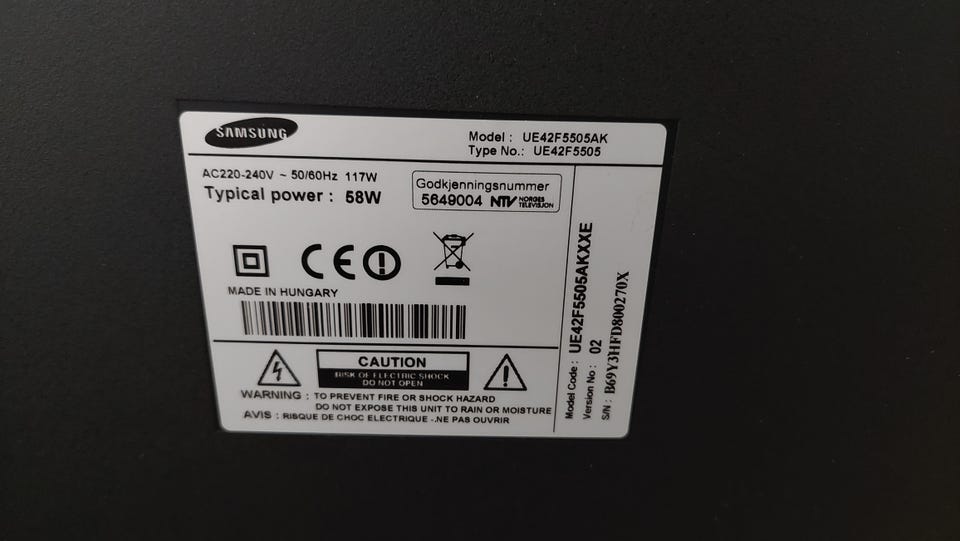 SAMSUNG
Model : UE42F5505AK
Type No.: UE42F5505
AC220-240V ~ 50/60Hz 117W
Typical power : 58W
Godkjenningsnummer
5649004 NTV NORGES TELEVISJON
CE
MADE IN HUNGARY
CAUTION
RISK OF ELECTRIC SHOCK
DO NOT OPEN
WARNING : TO PREVENT FIRE OR SHOCK HAZARD
DO NOT EXPOSE THIS UNIT TO RAIN OR MOISTURE
AVIS : RISQUE DE CHOC ELECTRIQUE -.NE PAS OUVRIR
Model Code : UE42F5505AKXXE
Version No : 02
S/N : B69Y3HFD800270X